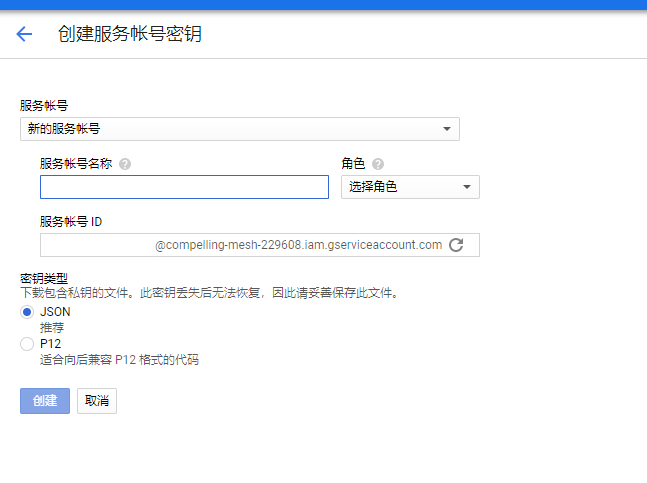 创建服务帐号密钥
服务帐号
新的服务帐号
服务帐号名称
角色
选择角色
服务帐号 ID
@compelling-mesh-229608.iam.gserviceaccount.com
密钥类型
下载包含私钥的文件。此密钥丢失后无法恢复，因此请妥善保存此文件。
JSON
推荐
P12
适合向后兼容 P12 格式的代码
创建 取消